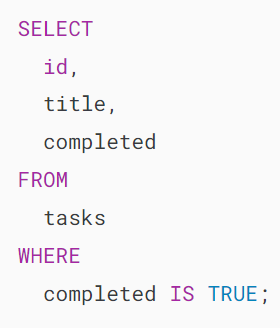 SELECT
  id,
  title,
  completed
FROM
  tasks
WHERE
  completed IS TRUE;